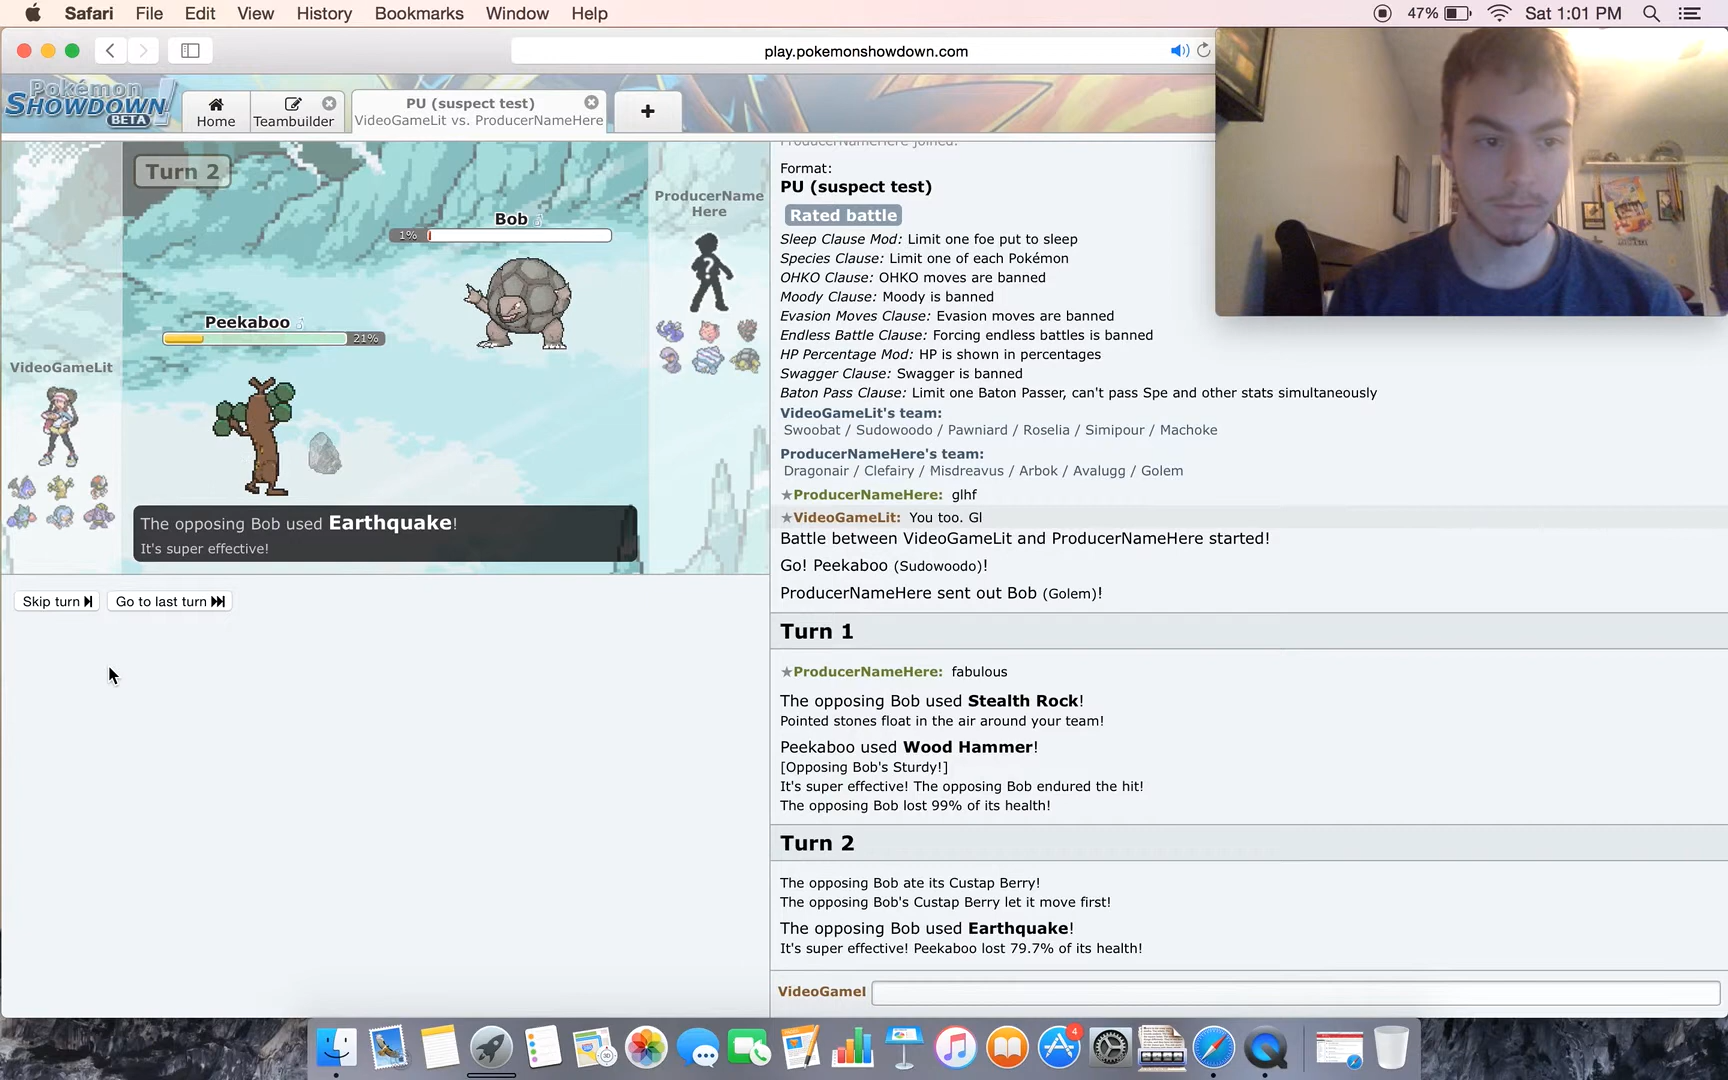 Safari File Edit View History Bookmarks Window Help 47% Sat 1:01 PM
play.pokemonshowdown.com
Pokémon
SHOWDOWN!
BETA
Home
Teambuilder
PU (suspect test)
VideoGameLit vs. ProducerNameHere
Turn 2
Bob
1%
Peekaboo
21%
VideoGameLit
ProducerName
Here
?
The opposing Bob used Earthquake!
It's super effective!
Skip turn
Go to last turn
ProducerNameHere joined.
Format:
PU (suspect test)
Rated battle
Sleep Clause Mod: Limit one foe put to sleep
Species Clause: Limit one of each Pokémon
OHKO Clause: OHKO moves are banned
Moody Clause: Moody is banned
Evasion Moves Clause: Evasion moves are banned
Endless Battle Clause: Forcing endless battles is banned
HP Percentage Mod: HP is shown in percentages
Swagger Clause: Swagger is banned
Baton Pass Clause: Limit one Baton Passer, can't pass Spe and other stats simultaneously
VideoGameLit's team:
Swoobat / Sudowoodo / Pawniard / Roselia / Simipour / Machoke
ProducerNameHere's team:
Dragonair / Clefairy / Misdreavus / Arbok / Avalugg / Golem
★ProducerNameHere: glhf
★VideoGameLit: You too. Gl
Battle between VideoGameLit and ProducerNameHere started!
Go! Peekaboo (Sudowoodo)!
ProducerNameHere sent out Bob (Golem)!
Turn 1
★ProducerNameHere: fabulous
The opposing Bob used Stealth Rock!
Pointed stones float in the air around your team!
Peekaboo used Wood Hammer!
[Opposing Bob's Sturdy!]
It's super effective! The opposing Bob endured the hit!
The opposing Bob lost 99% of its health!
Turn 2
The opposing Bob ate its Custap Berry!
The opposing Bob's Custap Berry let it move first!
The opposing Bob used Earthquake!
It's super effective! Peekaboo lost 79.7% of its health!
VideoGamel
3D
4